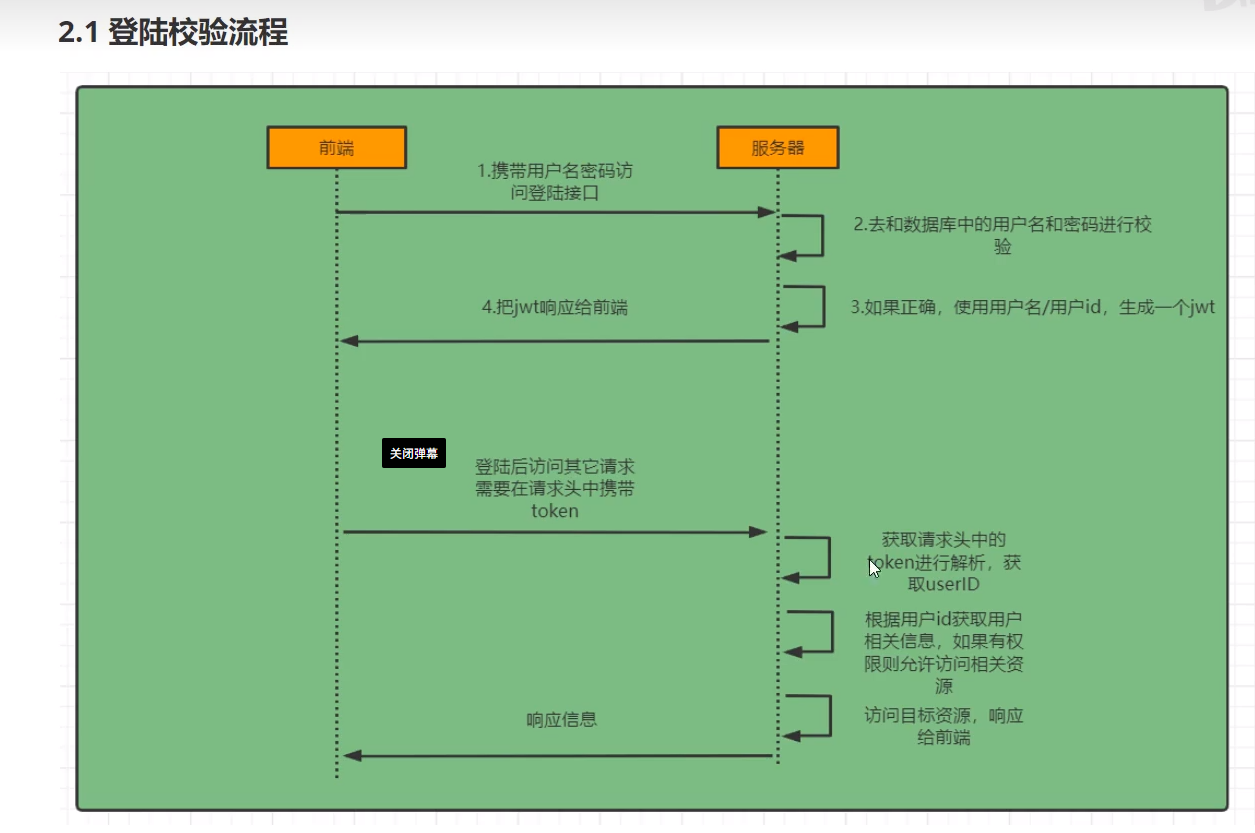 2.1 登陆校验流程
前端
服务器
1.携带用户名密码访
问登陆接口
2.去和数据库中的用户名和密码进行校
验
4.把jwt响应给前端
3.如果正确，使用用户名/用户id，生成一个jwt
关闭弹幕
登陆后访问其它请求
需要在请求头中携带
token
获取请求头中的
token进行解析，获
取userID
根据用户id获取用户
相关信息，如果有权
限则允许访问相关资
源
响应信息
访问目标资源，响应
给前端